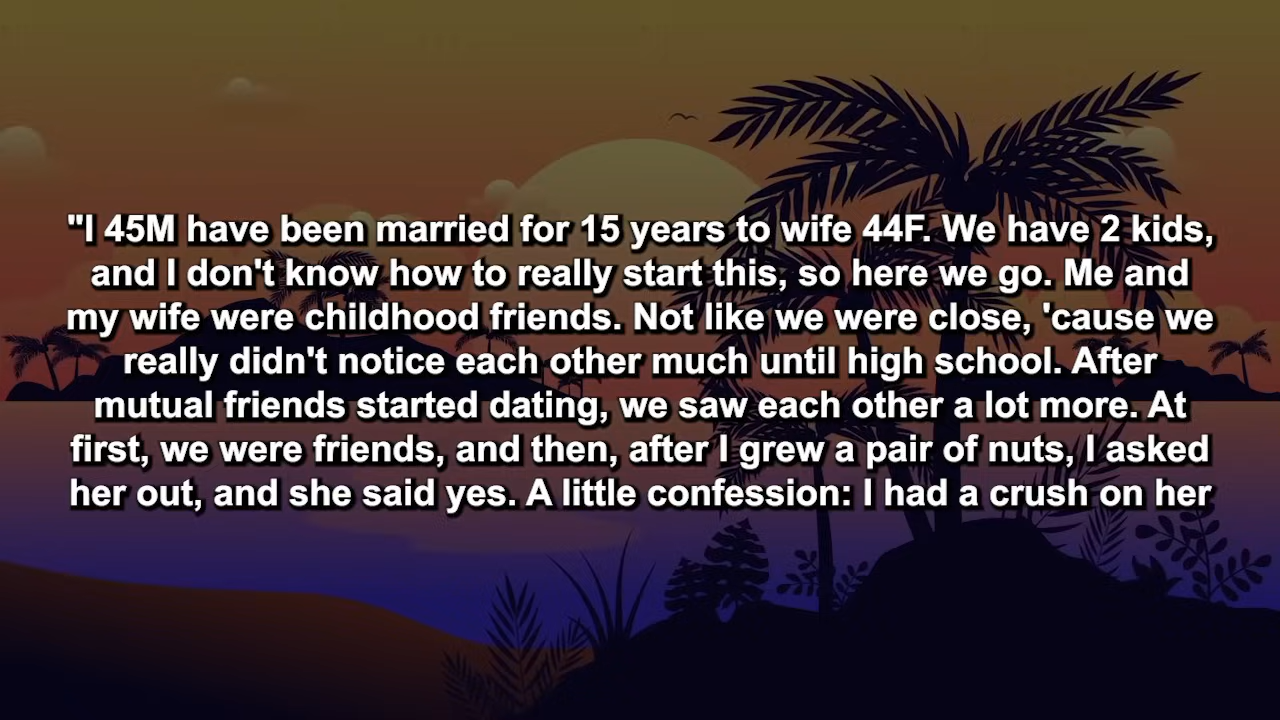 "I 45M have been married for 15 years to wife 44F. We have 2 kids,
and I don't know how to really start this, so here we go. Me and
my wife were childhood friends. Not like we were close, 'cause we
really didn't notice each other much until high school. After
mutual friends started dating, we saw each other a lot more. At
first, we were friends, and then, after I grew a pair of nuts, I asked
her out, and she said yes. A little confession: I had a crush on her